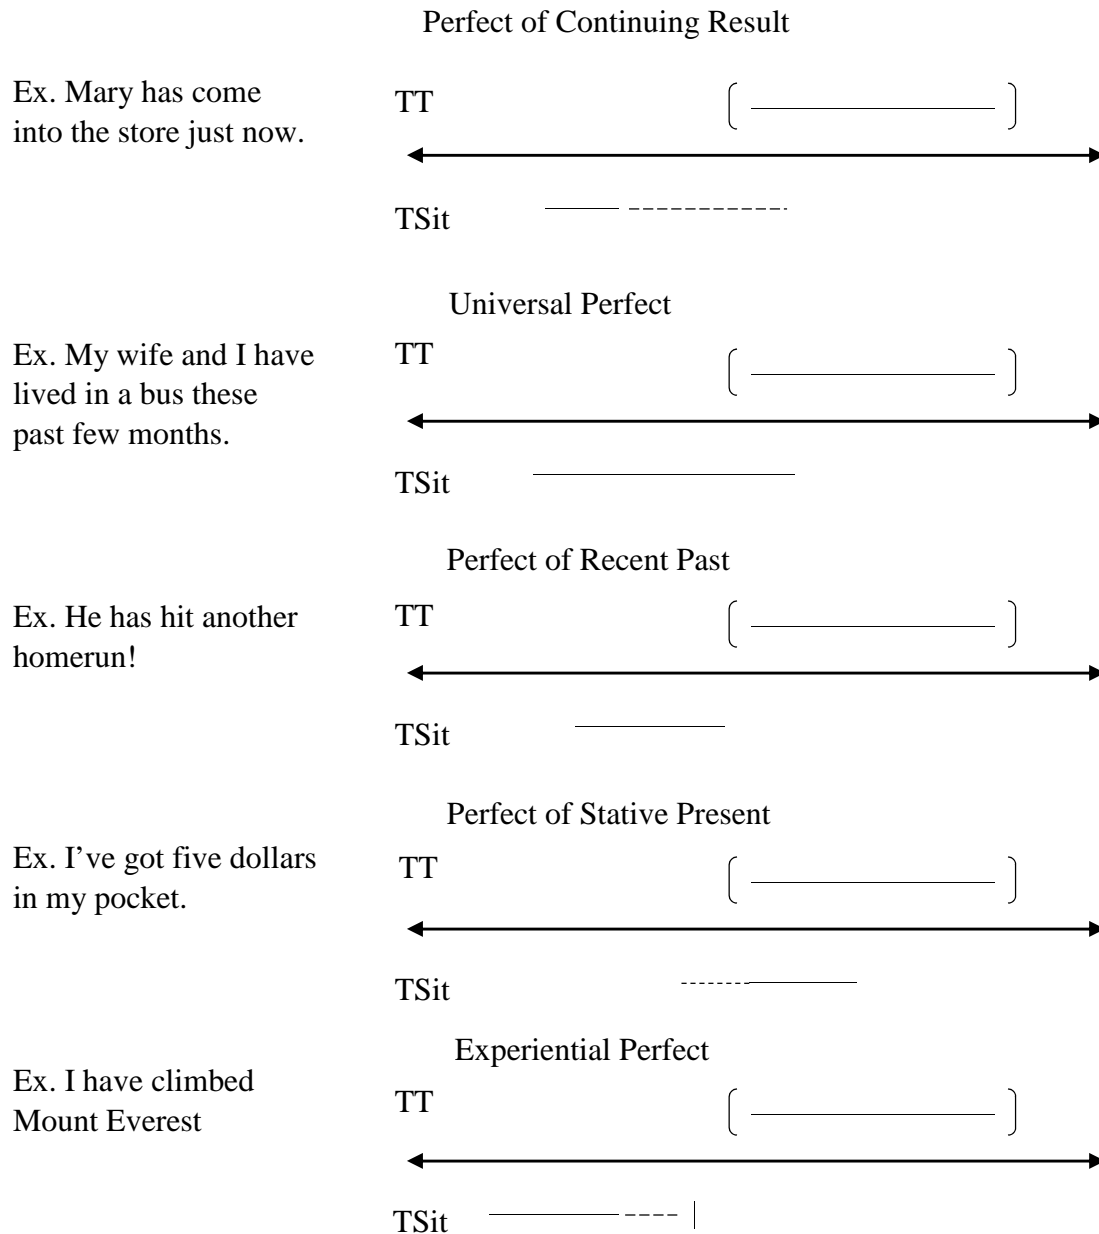 Perfect of Continuing Result
Ex. Mary has come
into the store just now.
TT
TSit
Universal Perfect
Ex. My wife and I have
lived in a bus these
past few months.
TT
TSit
Perfect of Recent Past
Ex. He has hit another
homerun!
TT
TSit
Perfect of Stative Present
Ex. I’ve got five dollars
in my pocket.
TT
TSit
Experiential Perfect
Ex. I have climbed
Mount Everest
TT
TSit